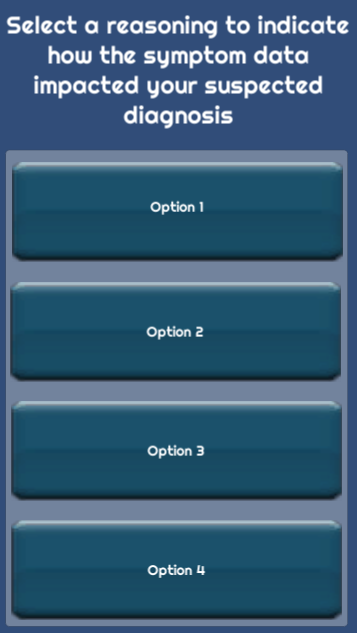 Select a reasoning to indicate
how the symptom data
impacted your suspected
diagnosis
Option 1
Option 2
Option 3
Option 4